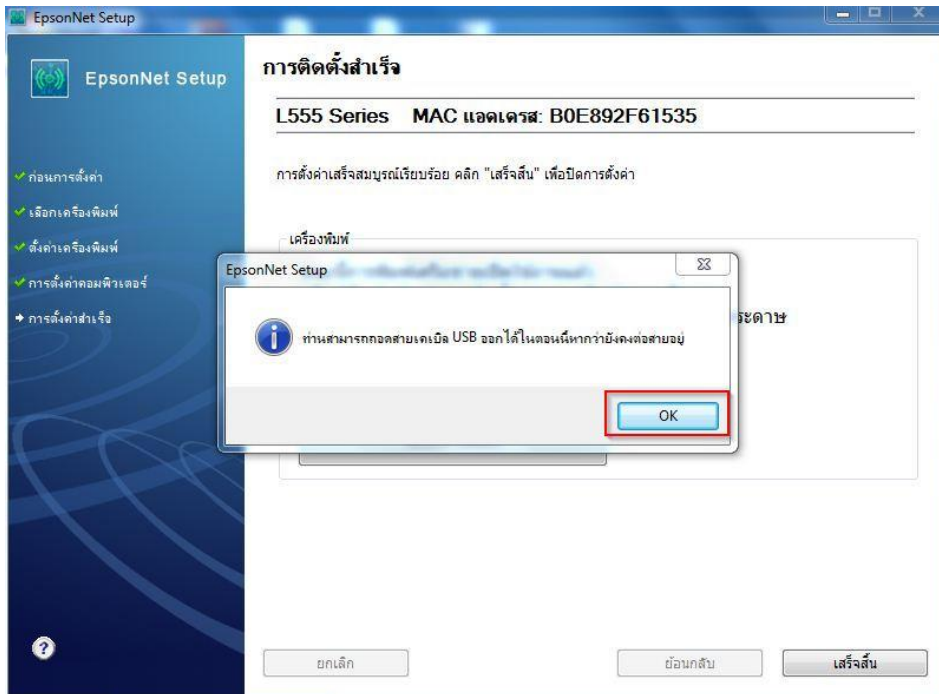 EpsonNet Setup
EpsonNet Setup
การติดตั้งสำเร็จ
L555 Series MAC แอดเดรส: B0E892F61535
การตั้งค่าเสร็จสมบูรณ์เรียบร้อย คลิก "เสร็จสิ้น" เพื่อปิดการตั้งค่า
ก่อนการตั้งค่า
เลือกเครื่องพิมพ์
ตั้งค่าเครื่องพิมพ์
การตั้งค่าคอมพิวเตอร์
การตั้งค่าสำเร็จ
เครื่องพิมพ์
EpsonNet Setup
ระดาษ
ท่านสามารถถอดสายเคเบิล USB ออกได้ในตอนนี้หากว่ายังคงต่อสายอยู่
OK
ยกเลิก
ย้อนกลับ
เสร็จสิ้น